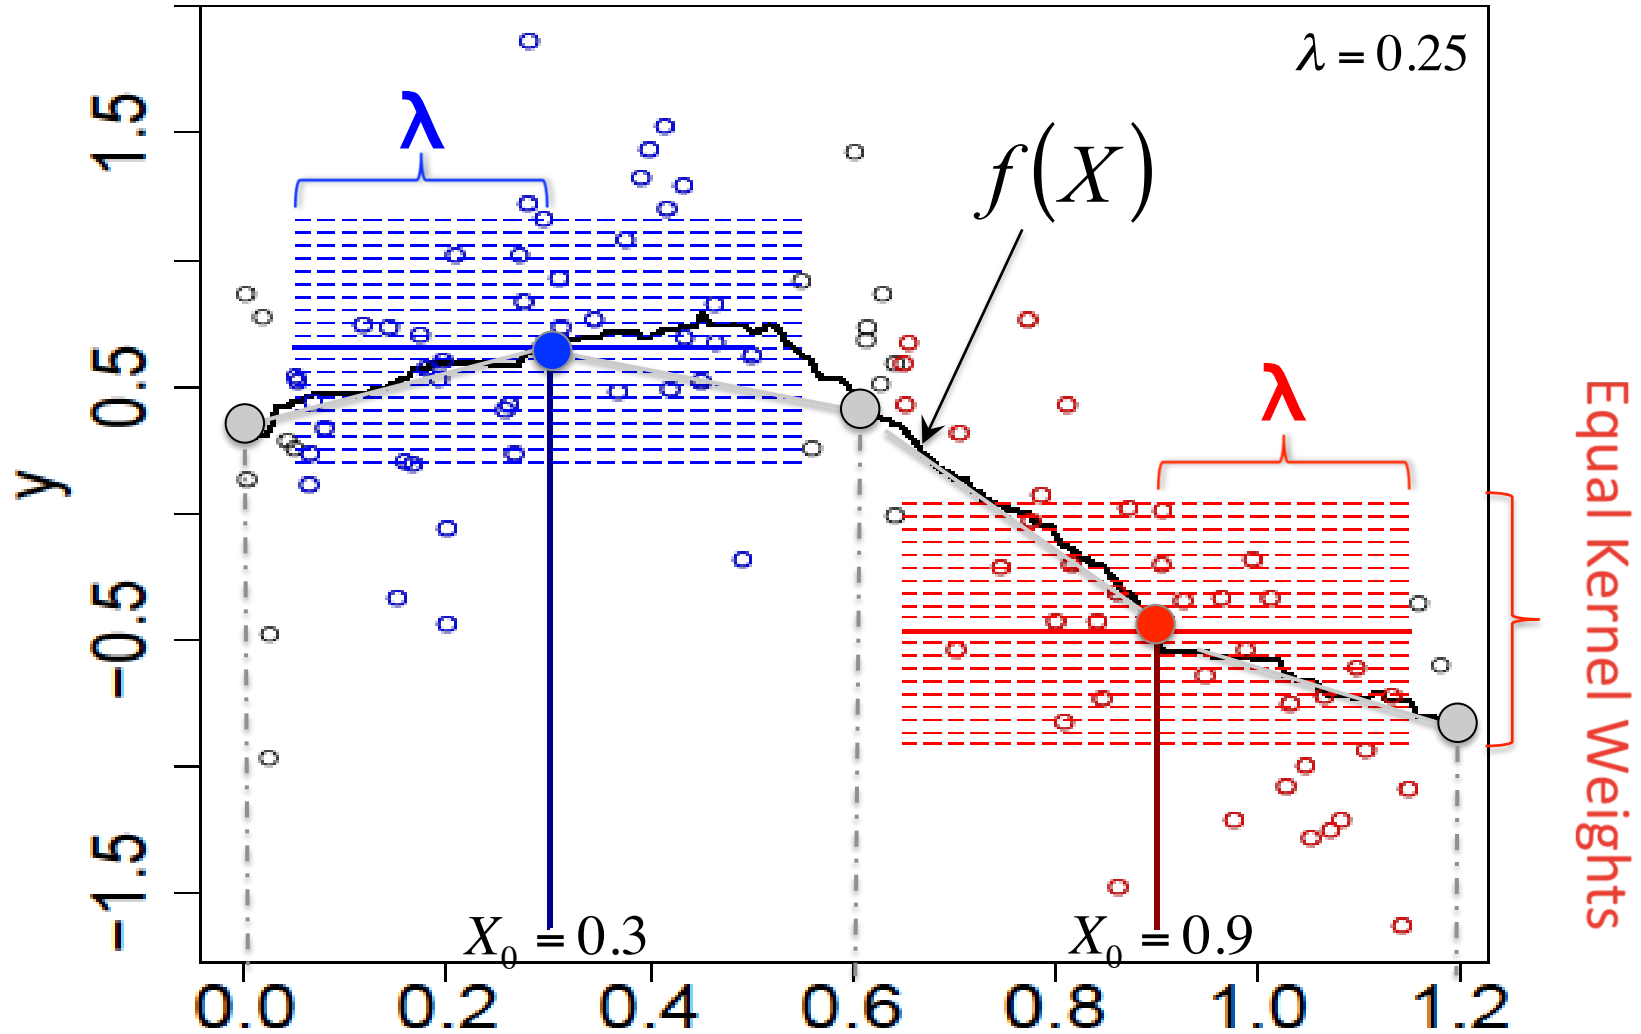 λ = 0.25
λ
f(X)
λ
Equal Kernel Weights
y
1.5
0.5
−0.5
−1.5
X₀ = 0.3
X₀ = 0.9
0.0 0.2 0.4 0.6 0.8 1.0 1.2